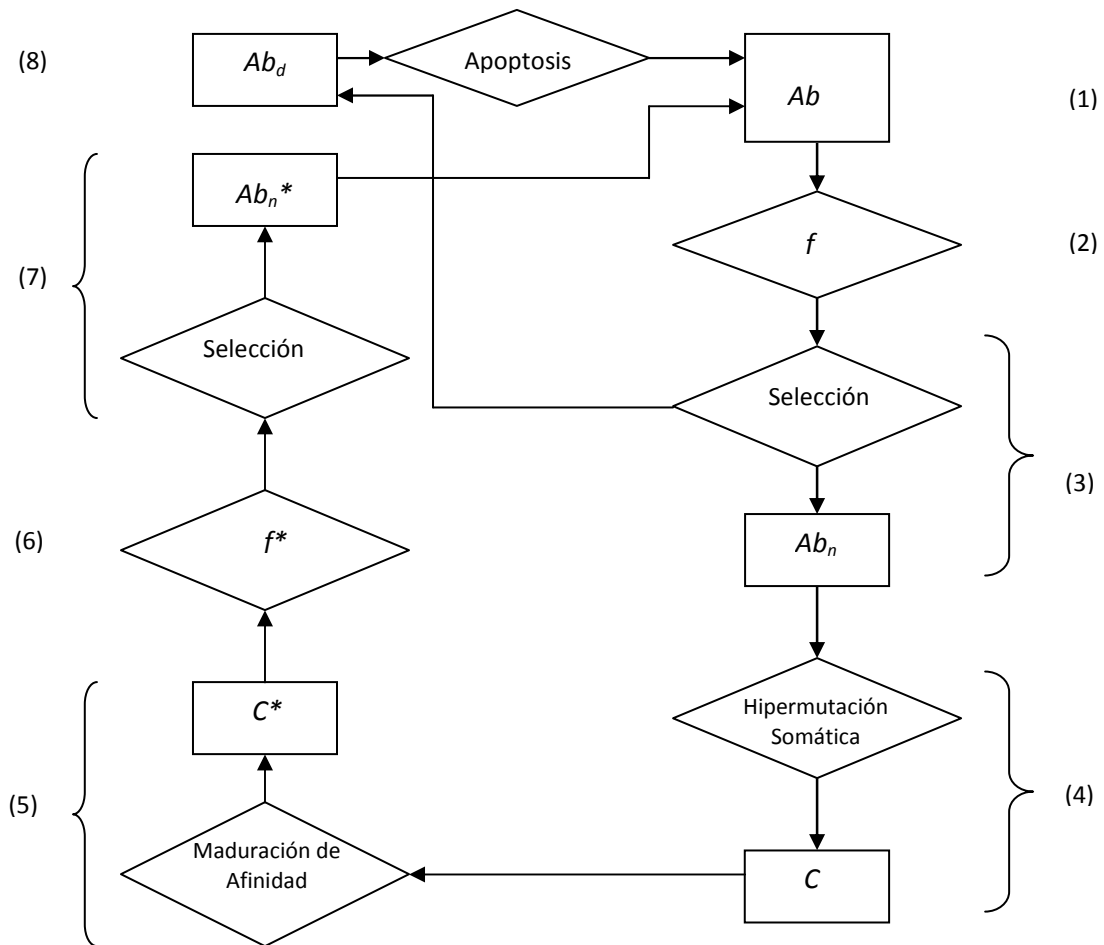 (8)
Ab_d
Apoptosis
Ab
(1)
Ab_n*
f
(2)
(7)
Selección
Selección
(3)
f*
(6)
Ab_n
C*
Hipermutación
Somática
(5)
(4)
Maduración de
Afinidad
C